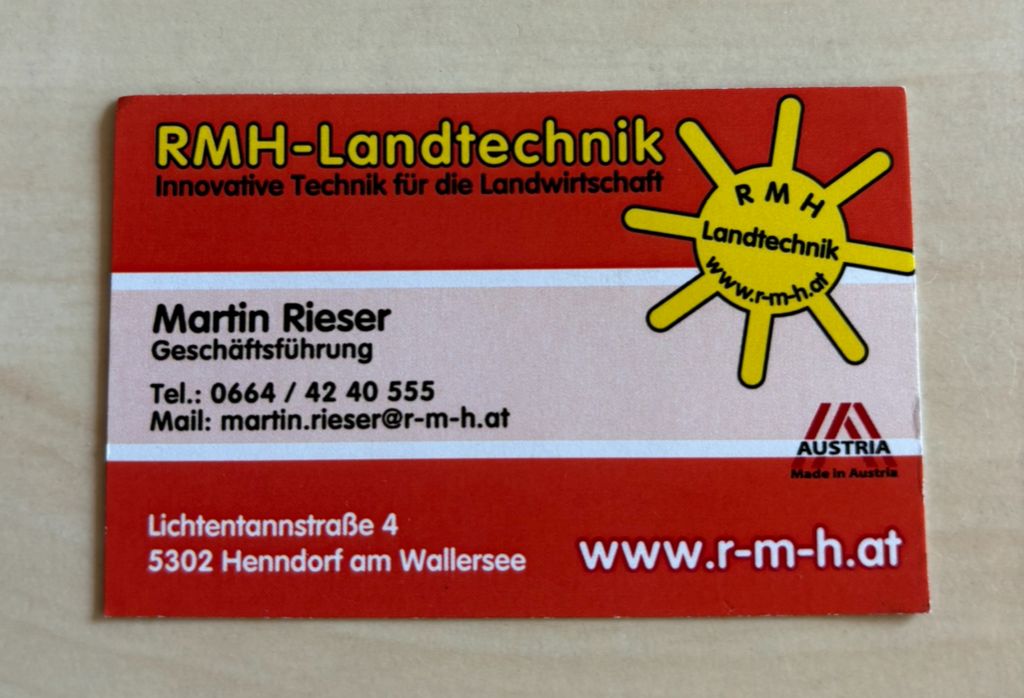 RMH-Landtechnik
Innovative Technik für die Landwirtschaft
R M H
Landtechnik
www.r-m-h.at
Martin Rieser
Geschäftsführung
Tel.: 0664 / 42 40 555
Mail: martin.rieser@r-m-h.at
AUSTRIA
Made in Austria
Lichtentannstraße 4
5302 Henndorf am Wallersee
www.r-m-h.at